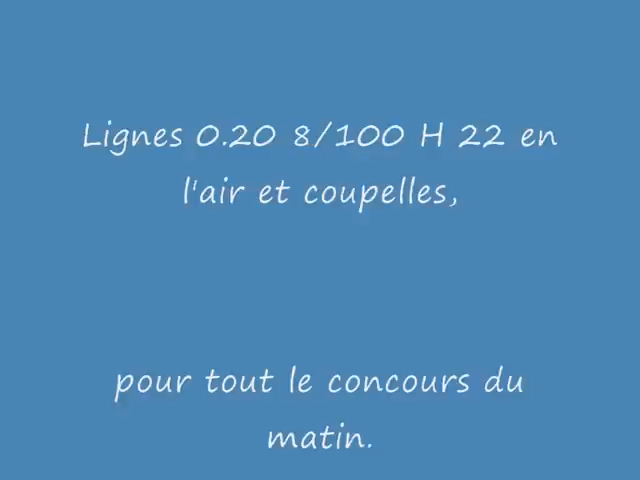 Lignes 0.20 8/100 H 22 en
l'air et coupelles,
pour tout le concours du
matin.